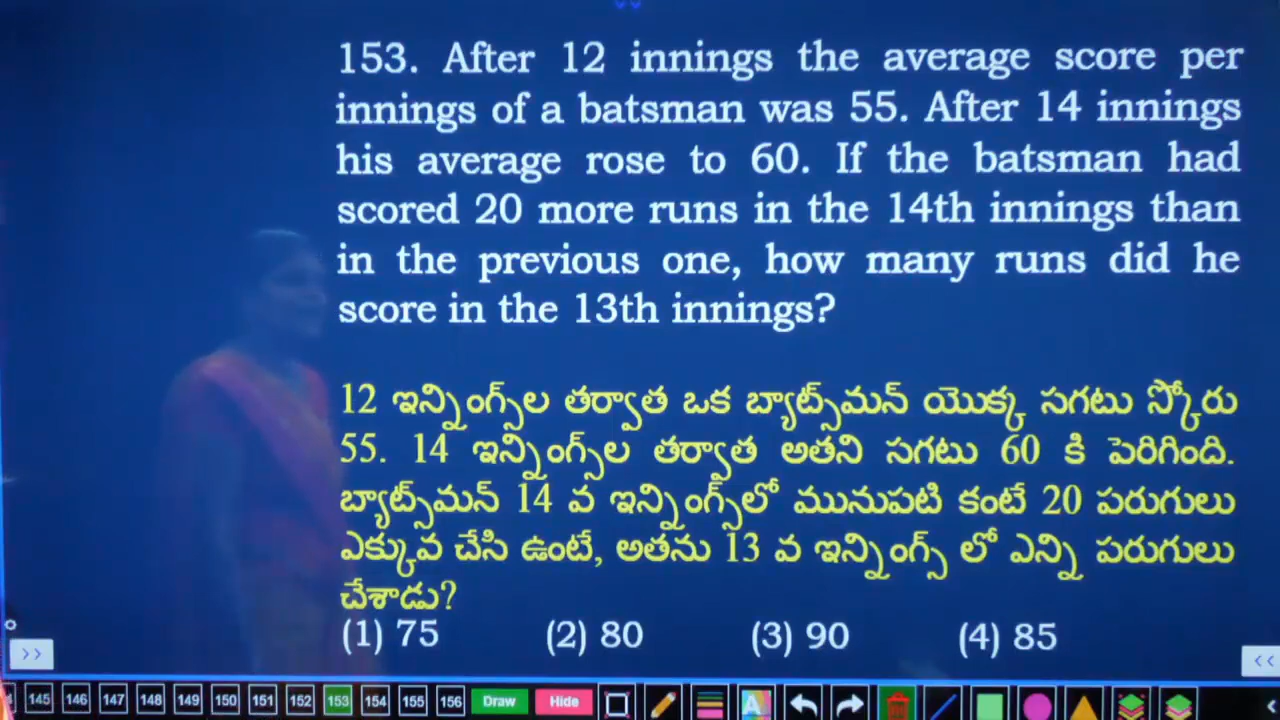 153. After 12 innings the average score per
innings of a batsman was 55. After 14 innings
his average rose to 60. If the batsman had
scored 20 more runs in the 14th innings than
in the previous one, how many runs did he
score in the 13th innings?
12 ఇన్నింగ్స్‌ల తర్వాత ఒక బ్యాట్స్‌మన్ యొక్క సగటు స్కోరు
55. 14 ఇన్నింగ్స్‌ల తర్వాత అతని సగటు 60 కి పెరిగింది.
బ్యాట్స్‌మన్ 14 వ ఇన్నింగ్స్‌లో మునుపటి కంటే 20 పరుగులు
ఎక్కువ చేసి ఉంటే, అతను 13 వ ఇన్నింగ్స్ లో ఎన్ని పరుగులు
చేశాడు?
(1) 75 (2) 80 (3) 90 (4) 85
>> <<
145 146 147 148 149 150 151 152 153 154 155 156 Draw Hide A